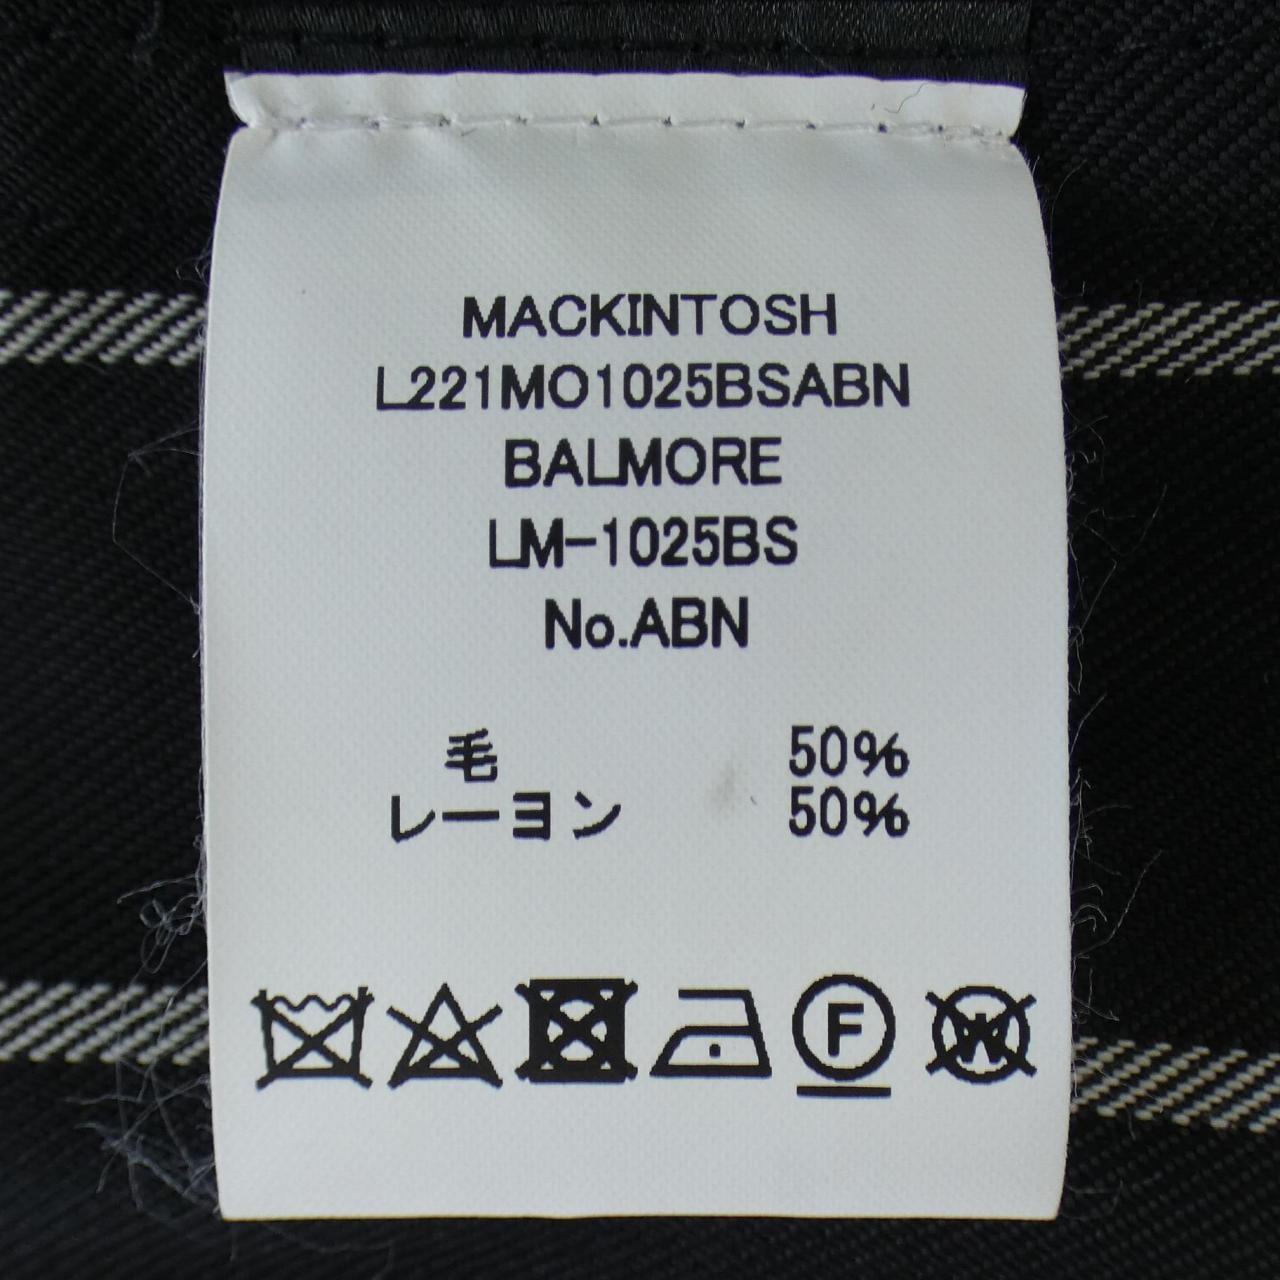 MACKINTOSH
L221MO1025BSABN
BALMORE
LM-1025BS
No.ABN
毛 50%
レーヨン 50%
F W